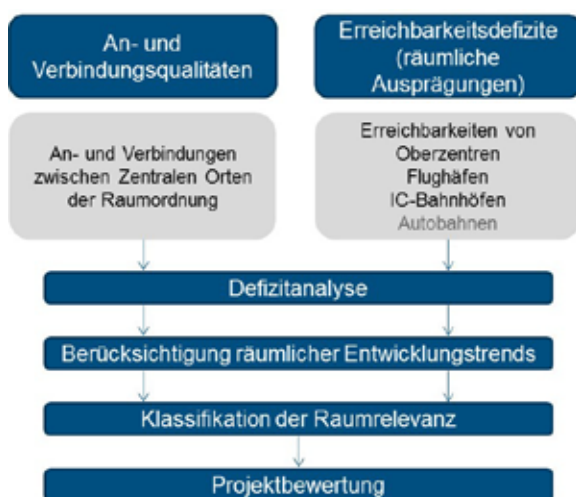 An- und
Verbindungsqualitäten
Erreichbarkeitsdefizite
(räumliche
Ausprägungen)
An- und Verbindungen
zwischen Zentralen Orten
der Raumordnung
Erreichbarkeiten von
Oberzentren
Flughäfen
IC-Bahnhöfen
Autobahnen
Defizitanalyse
Berücksichtigung räumlicher Entwicklungstrends
Klassifikation der Raumrelevanz
Projektbewertung